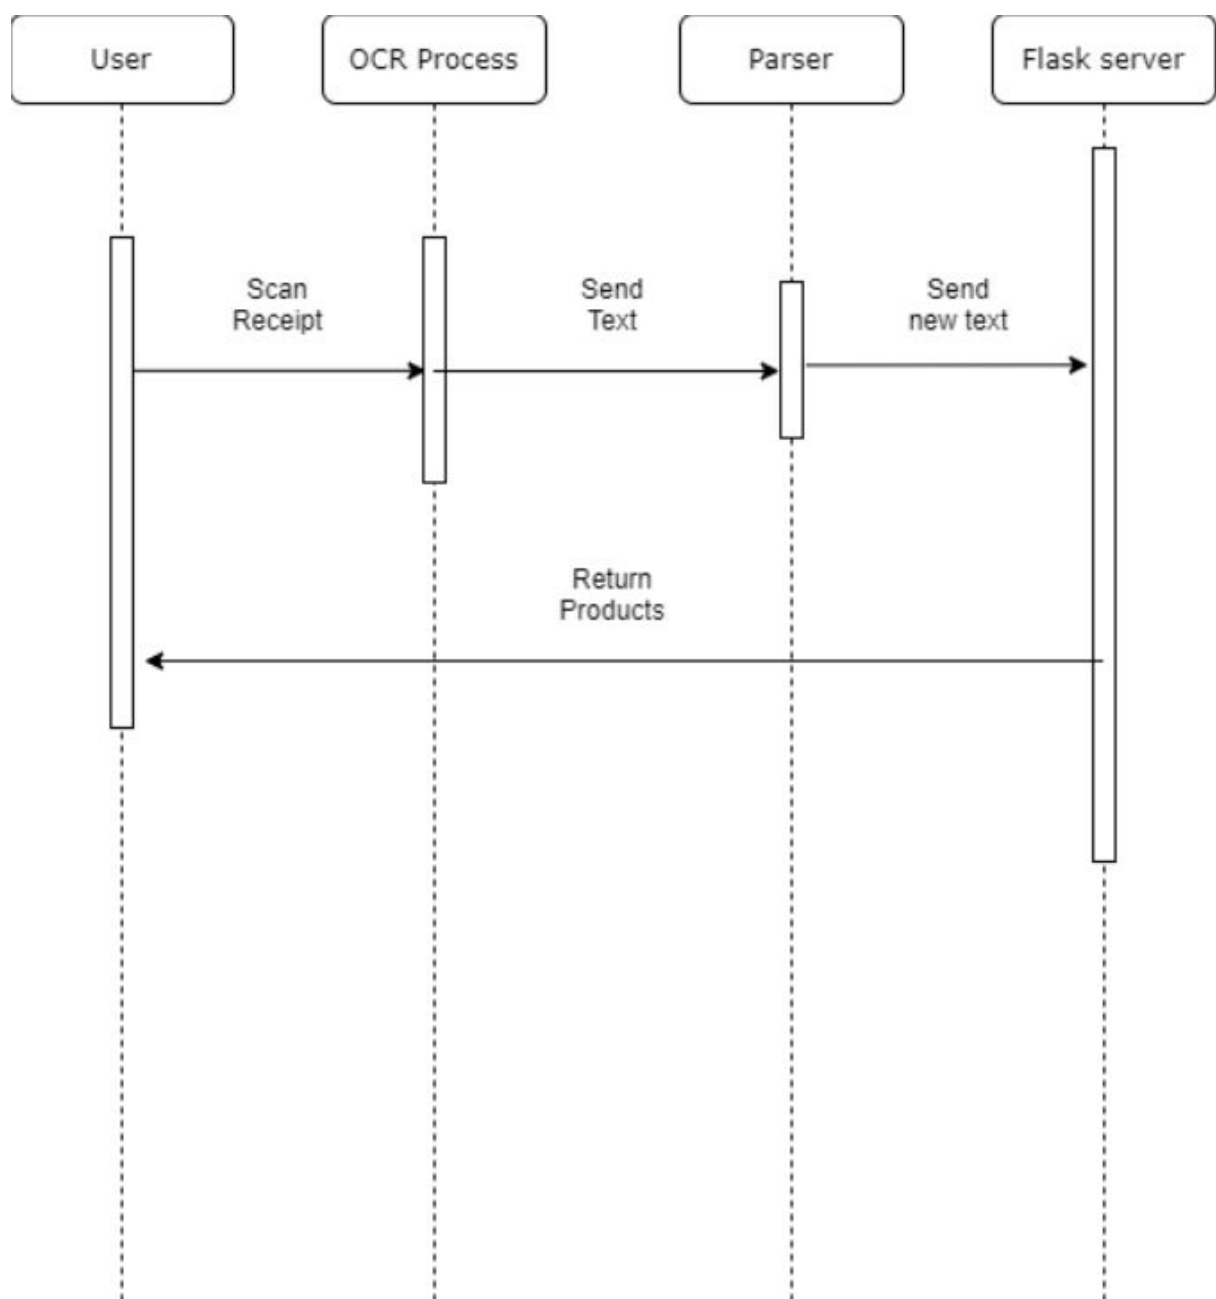 User
OCR Process
Parser
Flask server
Scan
Receipt
Send
Text
Send
new text
Return
Products